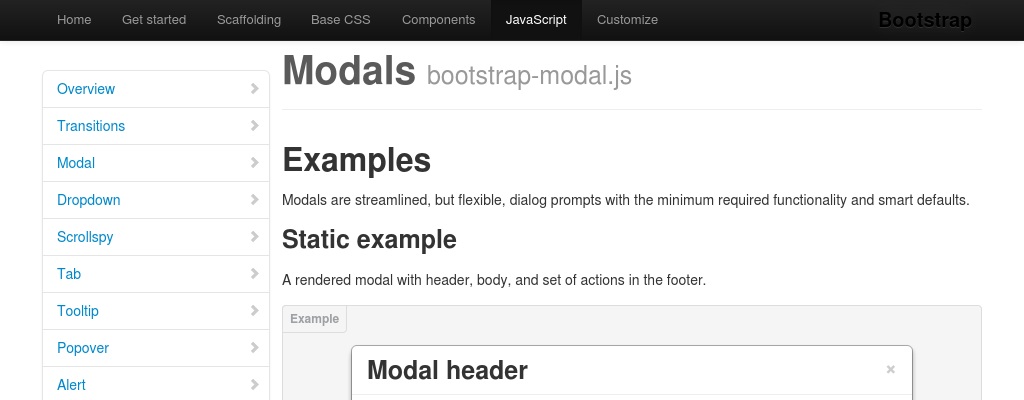 Home Get started Scaffolding Base CSS Components JavaScript Customize Bootstrap
Overview
Transitions
Modal
Dropdown
Scrollspy
Tab
Tooltip
Popover
Alert
Modals bootstrap-modal.js
Examples
Modals are streamlined, but flexible, dialog prompts with the minimum required functionality and smart defaults.
Static example
A rendered modal with header, body, and set of actions in the footer.
Example
Modal header ×